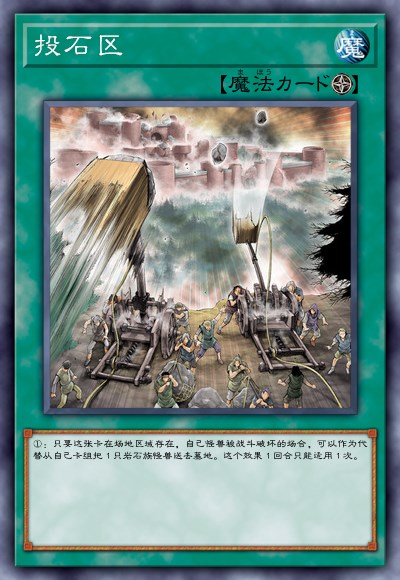 投石区
魔
【魔法カード】
まほう
①：只要这张卡在场地区域存在，自己怪兽被战斗破坏的场合，可以作为代
替从自己卡组把１只岩石族怪兽送去墓地。这个效果１回合只能适用１次。